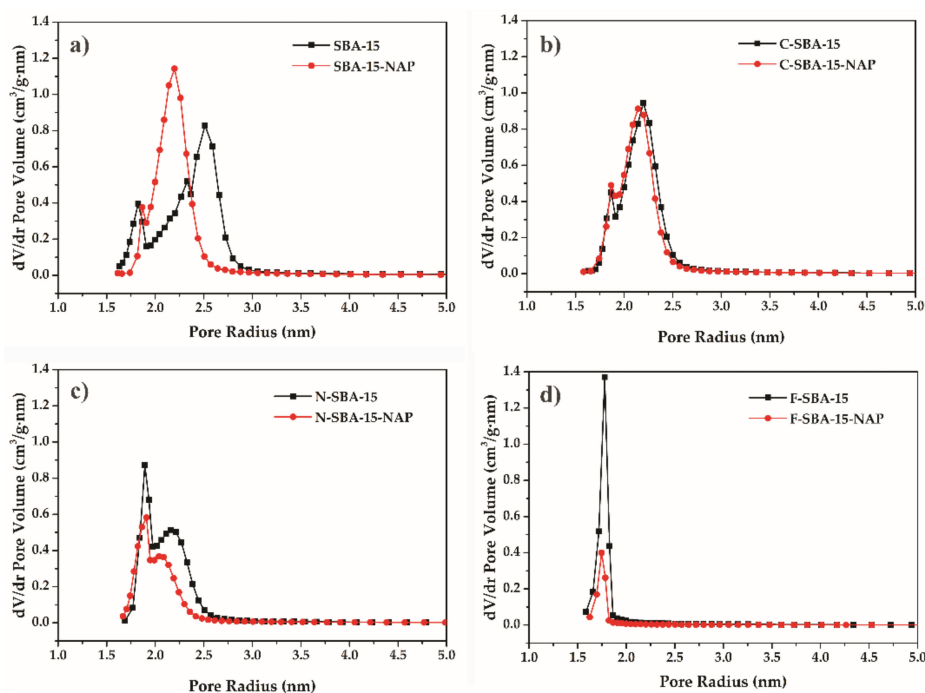 a)
SBA-15
SBA-15-NAP
dV/dr Pore Volume (cm³/g·nm)
1.4
1.2
1.0
0.8
0.6
0.4
0.2
0.0
1.0 1.5 2.0 2.5 3.0 3.5 4.0 4.5 5.0
Pore Radius (nm)
b)
C-SBA-15
C-SBA-15-NAP
dV/dr Pore Volume (cm³/g·nm)
1.4
1.2
1.0
0.8
0.6
0.4
0.2
0.0
1.0 1.5 2.0 2.5 3.0 3.5 4.0 4.5 5.0
Pore Radius (nm)
c)
N-SBA-15
N-SBA-15-NAP
dV/dr Pore Volume (cm³/g·nm)
1.4
1.2
1.0
0.8
0.6
0.4
0.2
0.0
1.0 1.5 2.0 2.5 3.0 3.5 4.0 4.5 5.0
Pore Radius (nm)
d)
F-SBA-15
F-SBA-15-NAP
dV/dr Pore Volume (cm³/g·nm)
1.4
1.2
1.0
0.8
0.6
0.4
0.2
0.0
1.0 1.5 2.0 2.5 3.0 3.5 4.0 4.5 5.0
Pore Radius (nm)